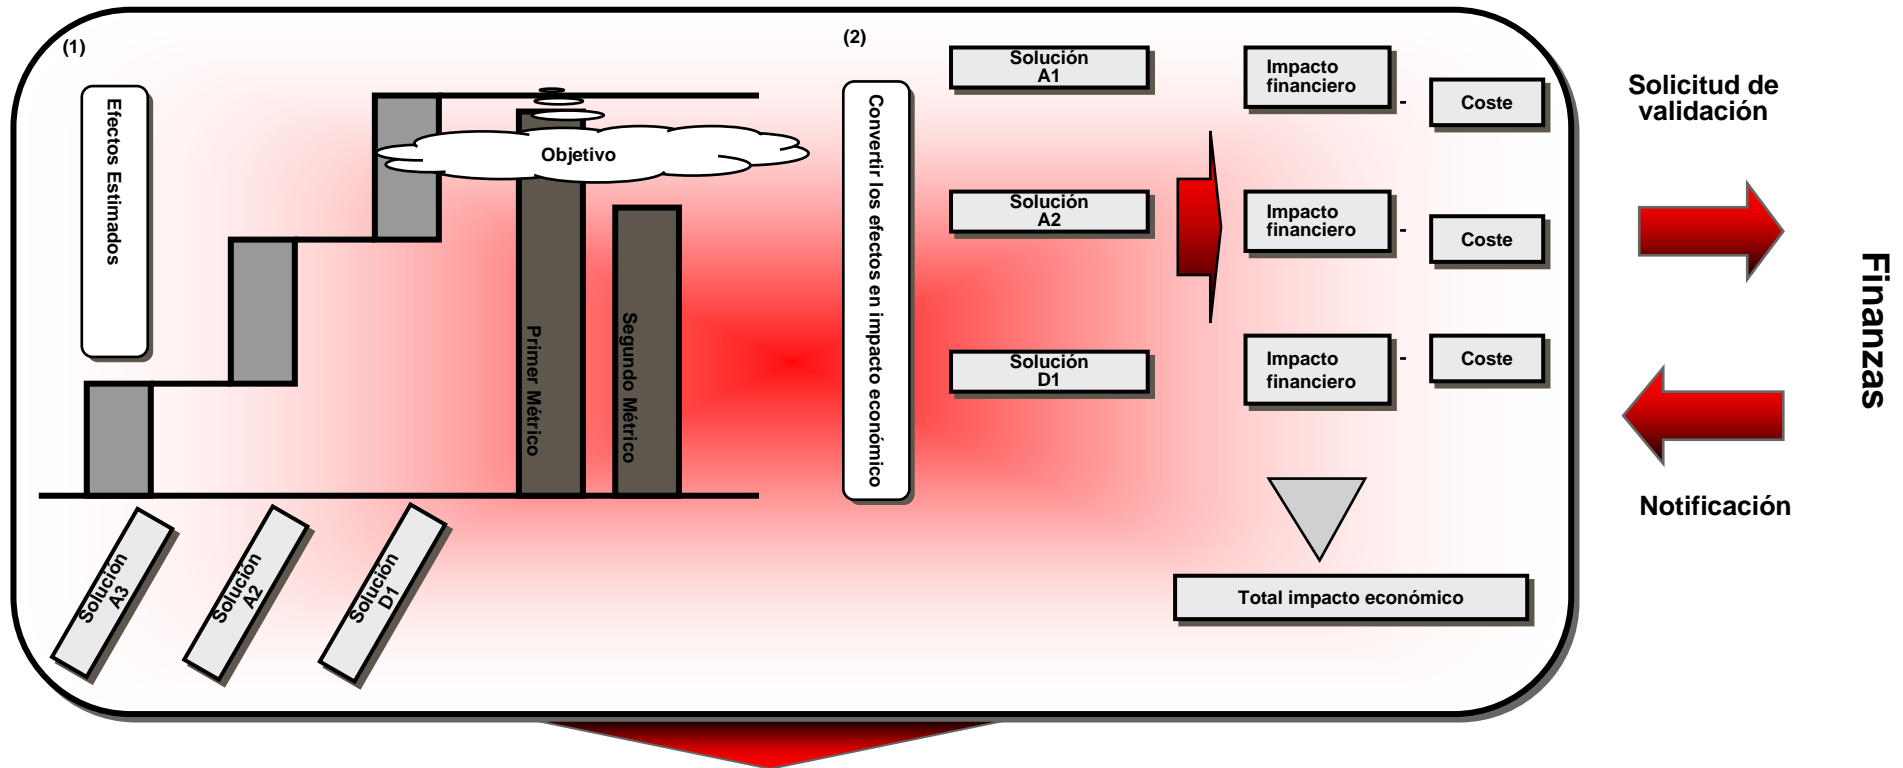 (1)
Efectos Estimados
Objetivo
Primer Métrico
Segundo Métrico
Solución
A3
Solución
A2
Solución
D1
(2)
Convertir los efectos en impacto económico
Solución
A1
Impacto
financiero
-
Coste
Solución
A2
Impacto
financiero
-
Coste
Solución
D1
Impacto
financiero
-
Coste
Total impacto económico
Solicitud de
validación
Finanzas
Notificación